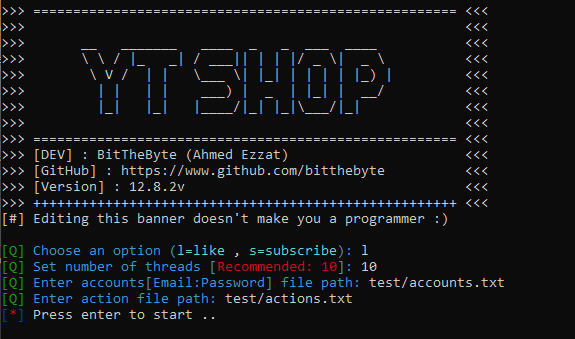 >>> ===================================================== <<<
>>> <<<
>>> YTSHOP <<<
>>> <<<
>>> ===================================================== <<<
>>> [DEV] : BitTheByte (Ahmed Ezzat) <<<
>>> [GitHub] : https://www.github.com/bitthebyte <<<
>>> [Version] : 12.8.2v <<<
>>> +++++++++++++++++++++++++++++++++++++++++++++++++++++ <<<
[#] Editing this banner doesn't make you a programmer :)
[Q] Choose an option (l=like , s=subscribe): l
[Q] Set number of threads [Recommended: 10]: 10
[Q] Enter accounts[Email:Password] file path: test/accounts.txt
[Q] Enter action file path: test/actions.txt
[*] Press enter to start ..